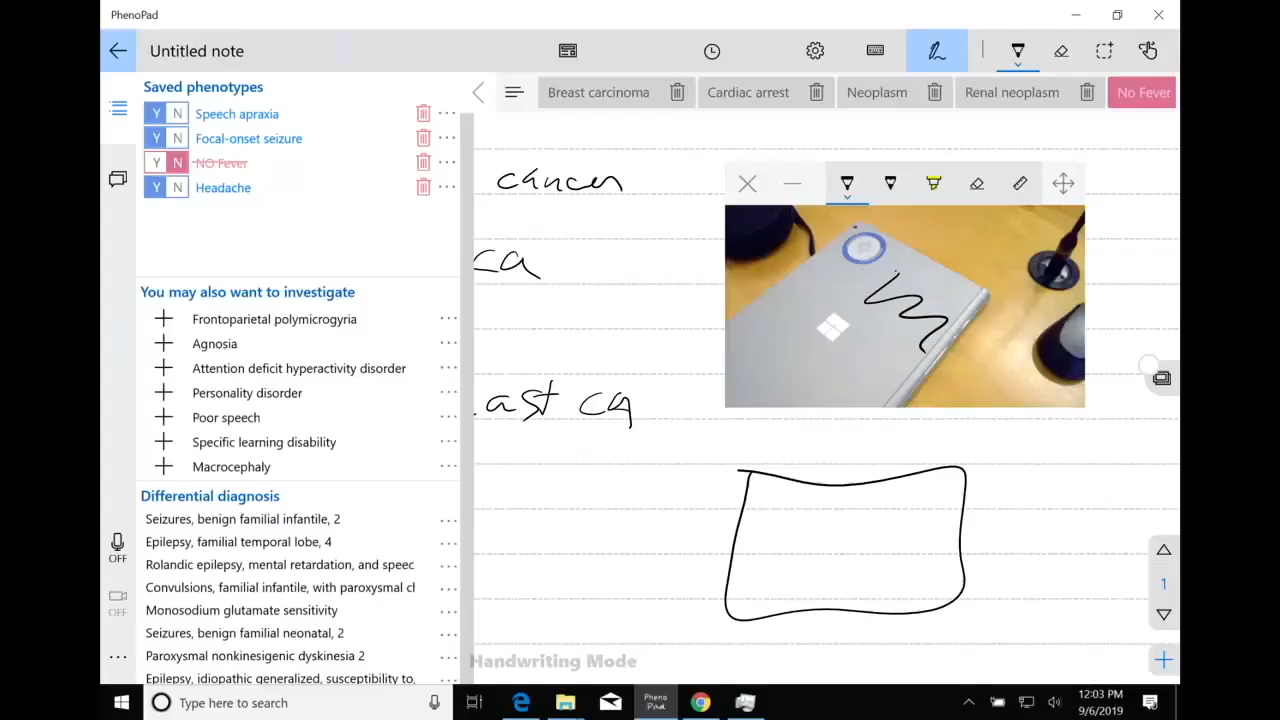 PhenoPad
Untitled note
Saved phenotypes
Y N Speech apraxia
Y N Focal-onset seizure
Y N NO Fever
Y N Headache
You may also want to investigate
Frontoparietal polymicrogyria
Agnosia
Attention deficit hyperactivity disorder
Personality disorder
Poor speech
Specific learning disability
Macrocephaly
Differential diagnosis
Seizures, benign familial infantile, 2
Epilepsy, familial temporal lobe, 4
Rolandic epilepsy, mental retardation, and speec
Convulsions, familial infantile, with paroxysmal cl
Monosodium glutamate sensitivity
Seizures, benign familial neonatal, 2
Paroxysmal nonkinesigenic dyskinesia 2
Epilepsy, idiopathic generalized, susceptibility to,
OFF
OFF
Breast carcinoma Cardiac arrest Neoplasm Renal neoplasm No Fever
cancer
ca
ast ca
1
Handwriting Mode
Type here to search
Pheno
Pad
12:03 PM
9/6/2019